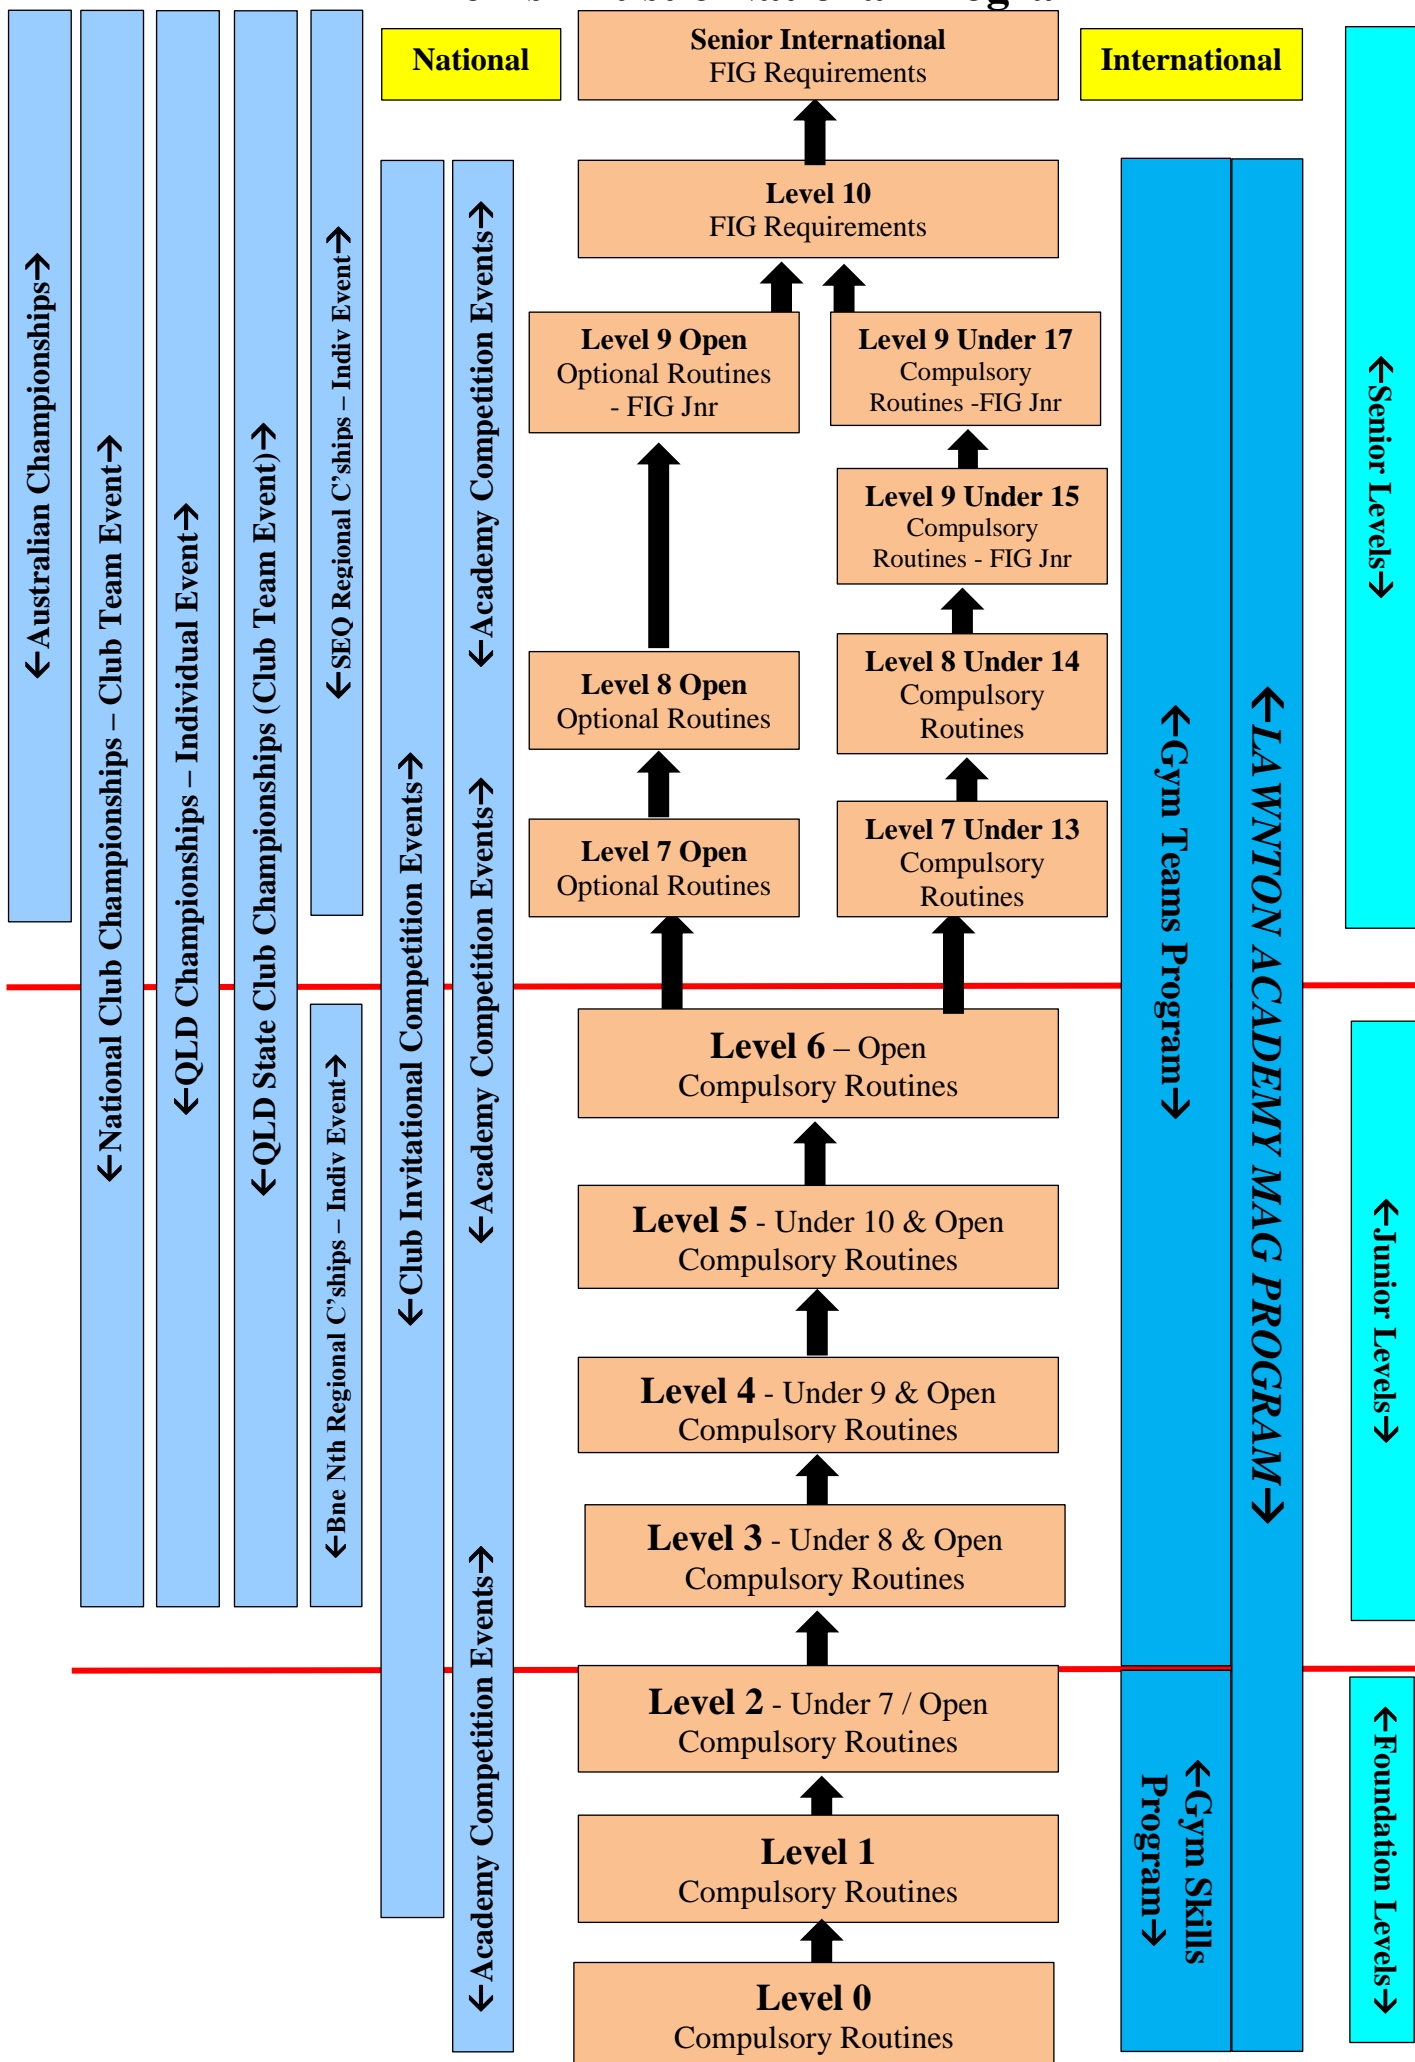 National
Senior International
FIG Requirements
International
Level 10
FIG Requirements
Level 9 Open
Optional Routines
- FIG Jnr
Level 9 Under 17
Compulsory
Routines -FIG Jnr
Level 9 Under 15
Compulsory
Routines - FIG Jnr
Level 8 Open
Optional Routines
Level 8 Under 14
Compulsory
Routines
Level 7 Open
Optional Routines
Level 7 Under 13
Compulsory
Routines
Level 6 – Open
Compulsory Routines
Level 5 - Under 10 & Open
Compulsory Routines
Level 4 - Under 9 & Open
Compulsory Routines
Level 3 - Under 8 & Open
Compulsory Routines
Level 2 - Under 7 / Open
Compulsory Routines
Level 1
Compulsory Routines
Level 0
Compulsory Routines
←Australian Championships→
←National Club Championships – Club Team Event→
←QLD Championships – Individual Event→
←QLD State Club Championships (Club Team Event)→
←SEQ Regional C’ships – Indiv Event→
←Bne Nth Regional C’ships – Indiv Event→
←Club Invitational Competition Events→
←Academy Competition Events→
←Academy Competition Events→
←Academy Competition Events→
←Gym Teams Program→
←Gym Skills
Program→
←LAWNTON ACADEMY MAG PROGRAM→
←Senior Levels→
←Junior Levels→
←Foundation Levels→